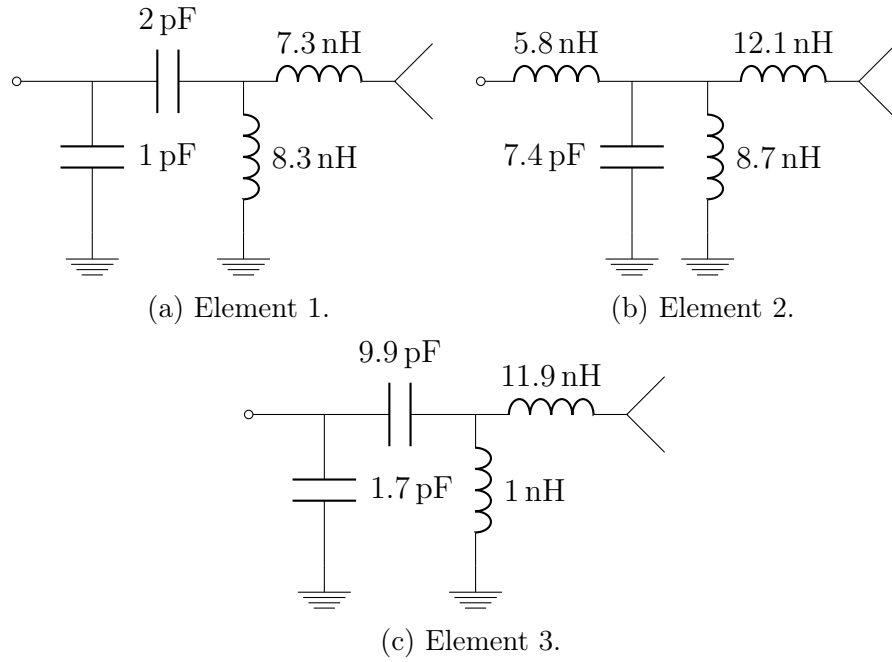 2 pF
7.3 nH
1 pF
8.3 nH
(a) Element 1.
5.8 nH
12.1 nH
7.4 pF
8.7 nH
(b) Element 2.
9.9 pF
11.9 nH
1.7 pF
1 nH
(c) Element 3.